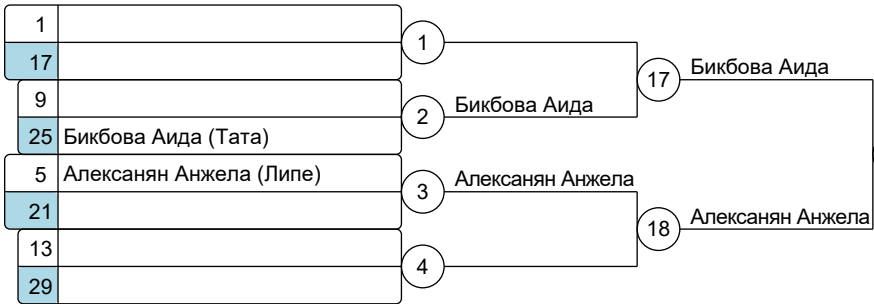 1
17
1
9
25 Бикбова Аида (Тата)
2 Бикбова Аида
17 Бикбова Аида
5 Алексанян Анжела (Липе)
21
3 Алексанян Анжела
13
29
4
18 Алексанян Анжела